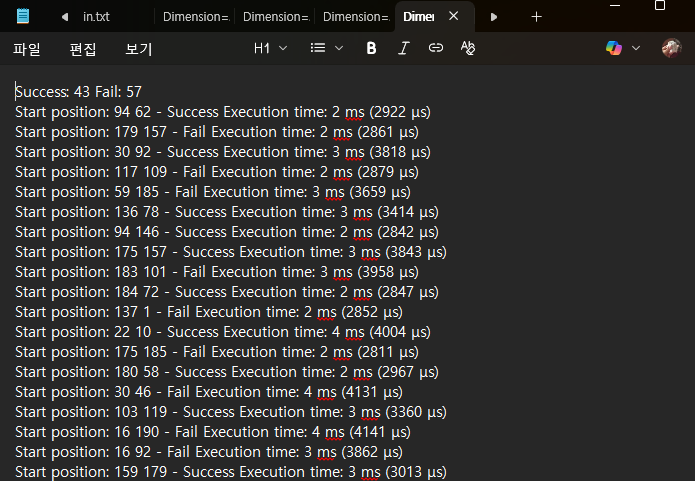 in.txt
Dimension=.
Dimension=.
Dimension=.
Dimer
파일 편집 보기
H1
B I
Success: 43 Fail: 57
Start position: 94 62 - Success Execution time: 2 ms (2922 µs)
Start position: 179 157 - Fail Execution time: 2 ms (2861 µs)
Start position: 30 92 - Success Execution time: 3 ms (3818 µs)
Start position: 117 109 - Fail Execution time: 2 ms (2879 µs)
Start position: 59 185 - Fail Execution time: 3 ms (3659 µs)
Start position: 136 78 - Success Execution time: 3 ms (3414 µs)
Start position: 94 146 - Success Execution time: 2 ms (2842 µs)
Start position: 175 157 - Success Execution time: 3 ms (3843 µs)
Start position: 183 101 - Fail Execution time: 3 ms (3958 µs)
Start position: 184 72 - Success Execution time: 2 ms (2847 µs)
Start position: 137 1 - Fail Execution time: 2 ms (2852 µs)
Start position: 22 10 - Success Execution time: 4 ms (4004 µs)
Start position: 175 185 - Fail Execution time: 2 ms (2811 µs)
Start position: 180 58 - Success Execution time: 2 ms (2967 µs)
Start position: 30 46 - Fail Execution time: 4 ms (4131 µs)
Start position: 103 119 - Success Execution time: 3 ms (3360 µs)
Start position: 16 190 - Fail Execution time: 4 ms (4141 µs)
Start position: 16 92 - Fail Execution time: 3 ms (3862 µs)
Start position: 159 179 - Success Execution time: 3 ms (3013 µs)